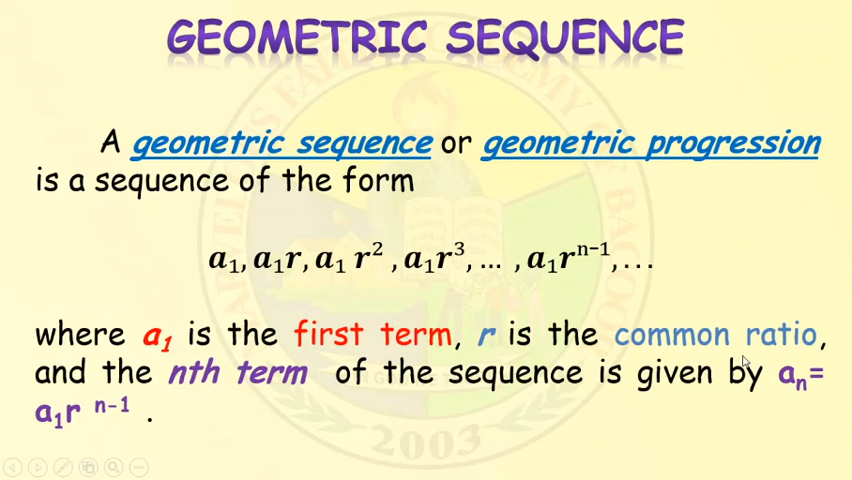 GEOMETRIC SEQUENCE
A geometric sequence or geometric progression
is a sequence of the form
a₁, a₁r, a₁ r² , a₁r³, … , a₁rⁿ⁻¹, . . .
where a₁ is the first term, r is the common ratio,
and the nth term of the sequence is given by aₙ=
a₁r ⁿ⁻¹ .
2003